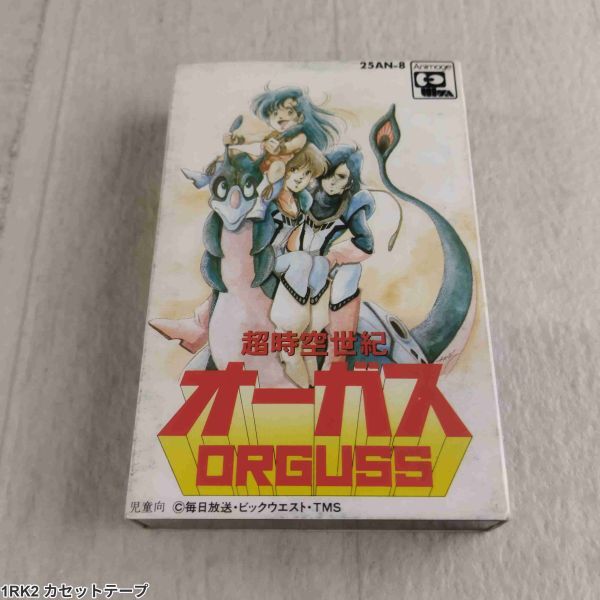 25AN-8
Animage
超時空世紀
オーガス
ORGUSS
児童向 ©毎日放送・ビックウエスト・TMS
1RK2 カセットテープ